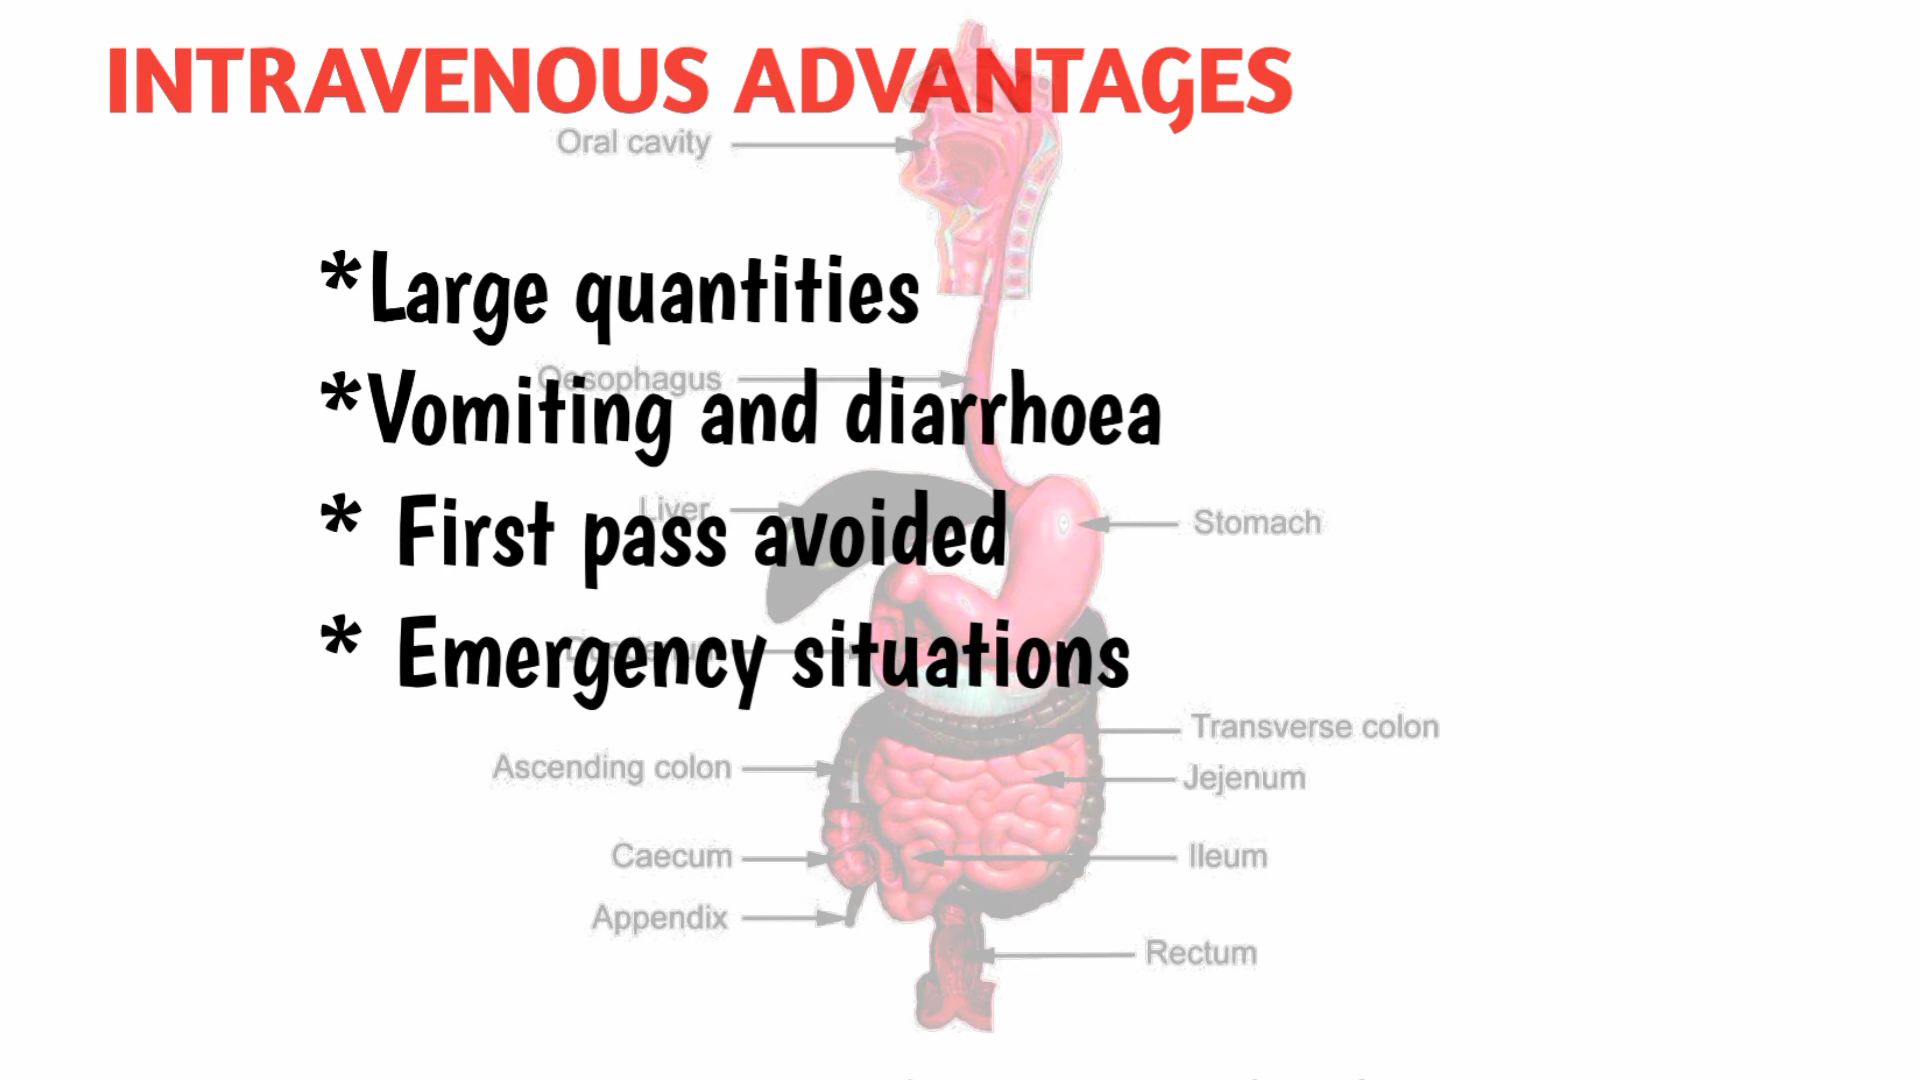 INTRAVENOUS ADVANTAGES
Oral cavity
*Large quantities
Oesophagus
*Vomiting and diarrhoea
Liver
* First pass avoided
Stomach
* Emergency situations
Transverse colon
Ascending colon
Jejenum
Caecum
Ileum
Appendix
Rectum